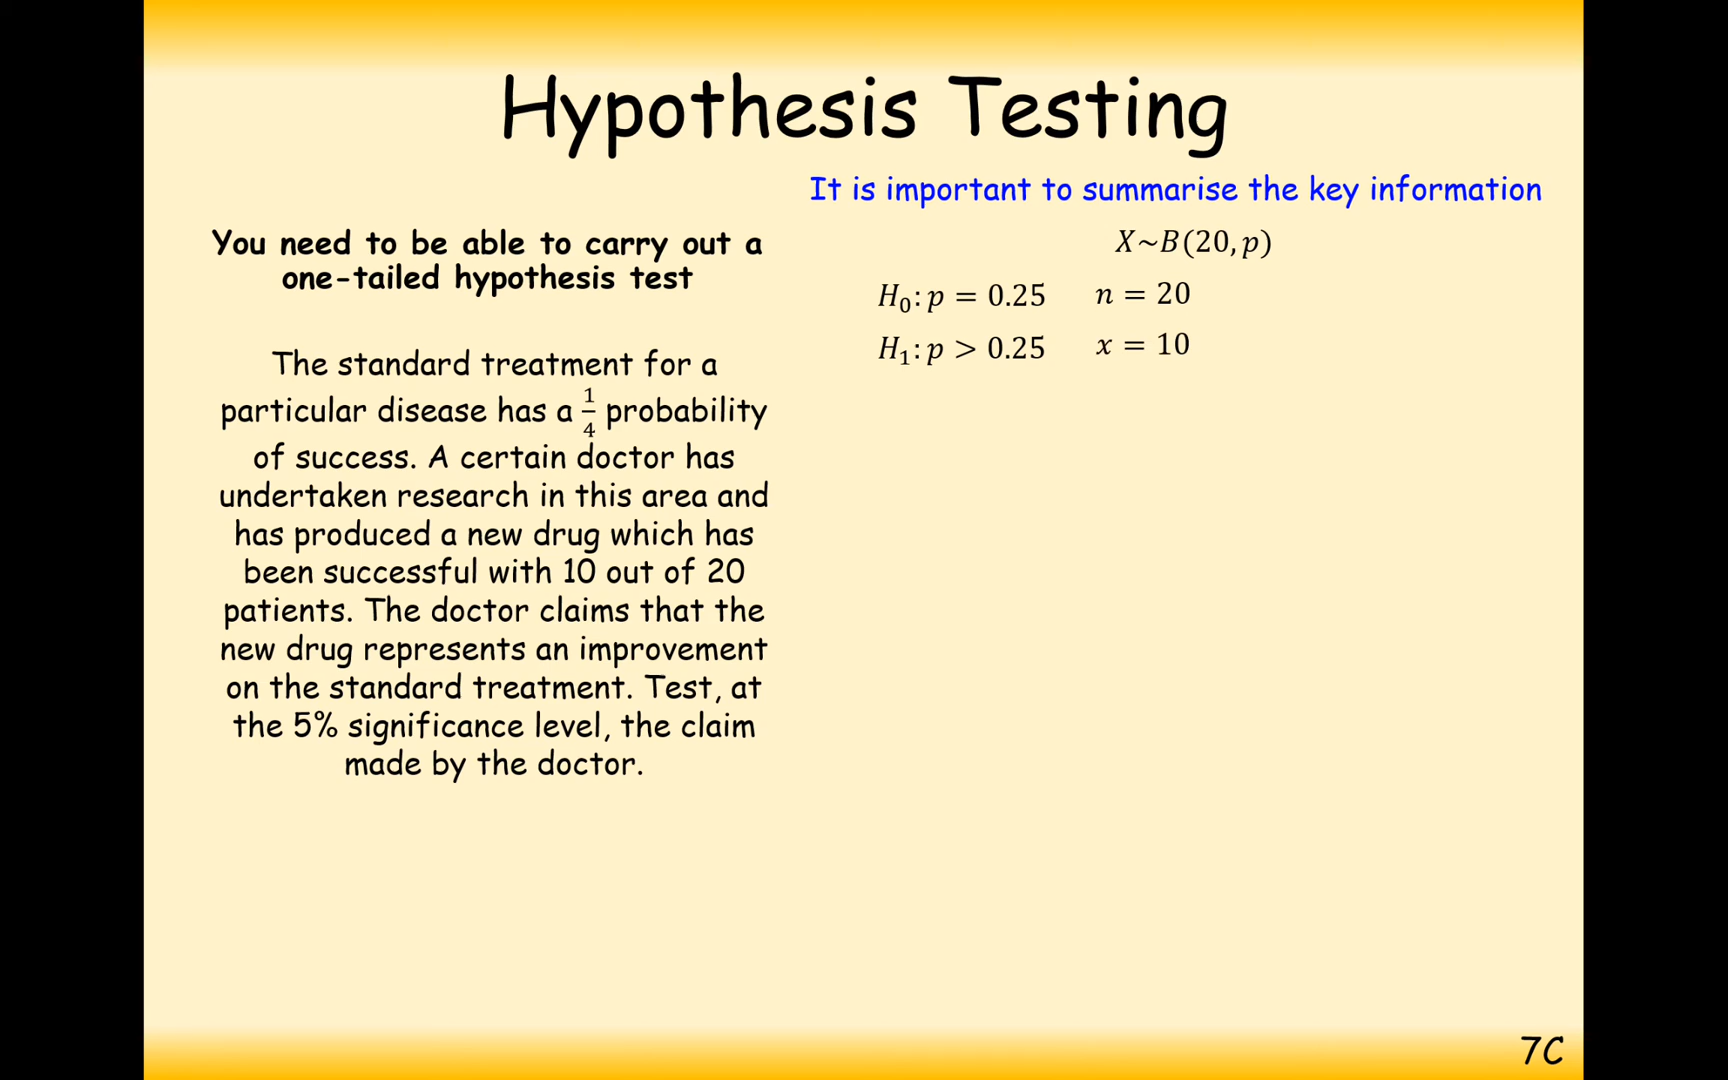 Hypothesis Testing
It is important to summarise the key information
You need to be able to carry out a
one-tailed hypothesis test
X~B(20, p)
H₀: p = 0.25
n = 20
H₁: p > 0.25
x = 10
The standard treatment for a
particular disease has a 1/4 probability
of success. A certain doctor has
undertaken research in this area and
has produced a new drug which has
been successful with 10 out of 20
patients. The doctor claims that the
new drug represents an improvement
on the standard treatment. Test, at
the 5% significance level, the claim
made by the doctor.
7C